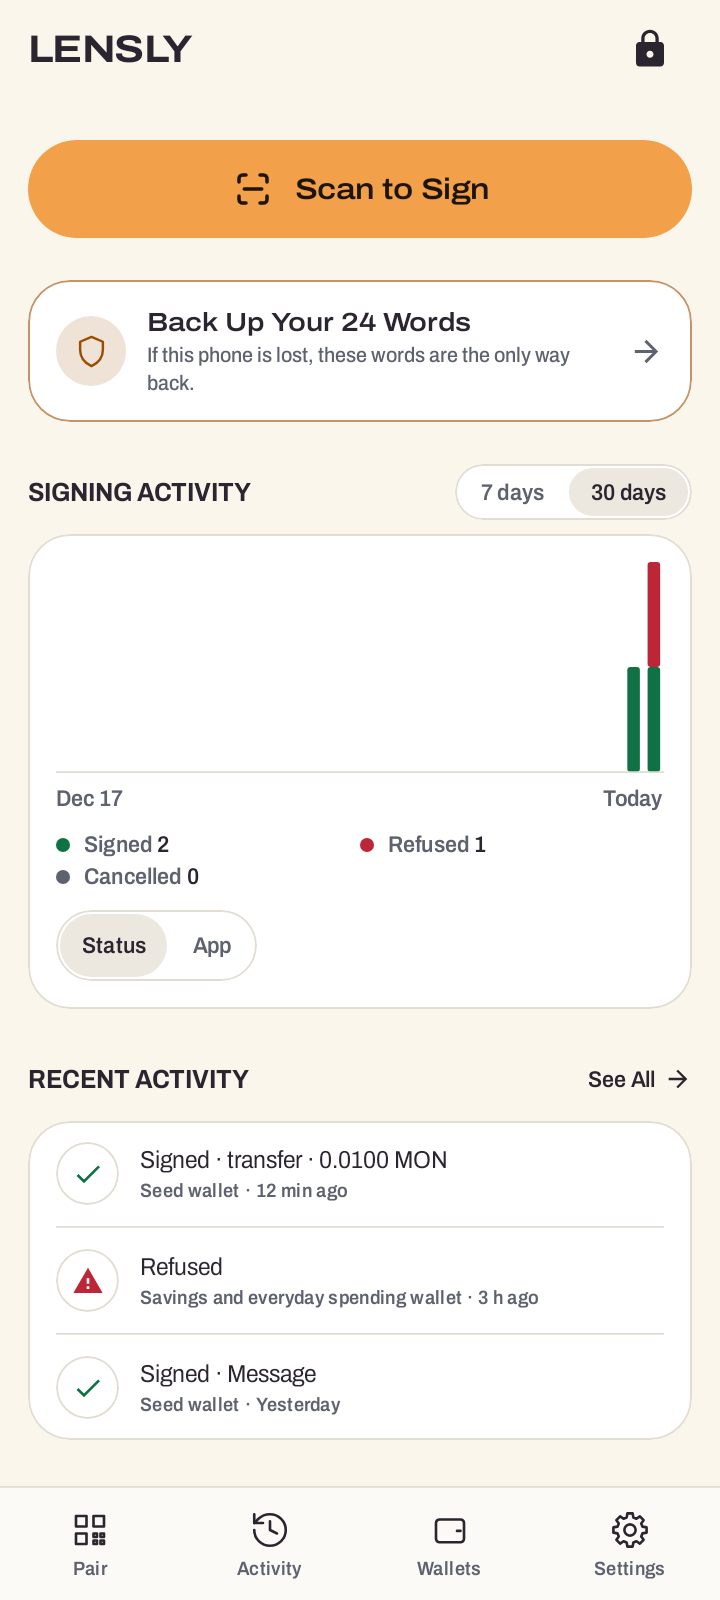 LENSLY
Scan to Sign
Back Up Your 24 Words
If this phone is lost, these words are the only way
back.
SIGNING ACTIVITY
7 days
30 days
Dec 17
Today
Signed 2
Refused 1
Cancelled 0
Status
App
RECENT ACTIVITY
See All
Signed · transfer · 0.0100 MON
Seed wallet · 12 min ago
Refused
Savings and everyday spending wallet · 3 h ago
Signed · Message
Seed wallet · Yesterday
Pair
Activity
Wallets
Settings